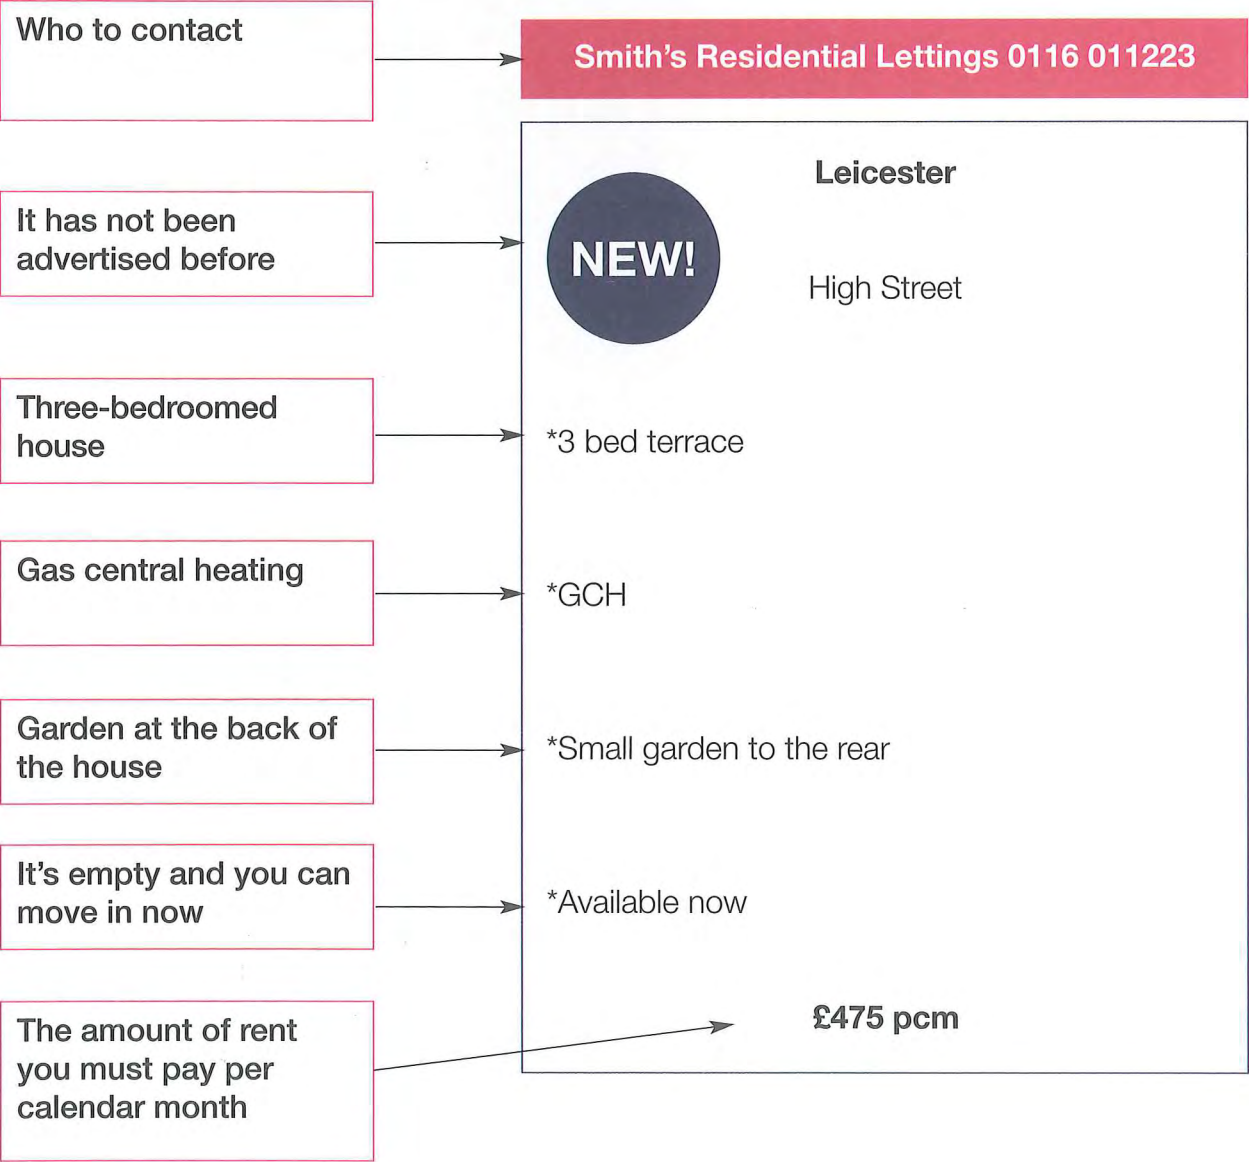 Who to contact
Smith's Residential Lettings 0116 011223
It has not been
advertised before
NEW!
Leicester
High Street
Three-bedroomed
house
*3 bed terrace
Gas central heating
*GCH
Garden at the back of
the house
*Small garden to the rear
It's empty and you can
move in now
*Available now
The amount of rent
you must pay per
calendar month
£475 pcm